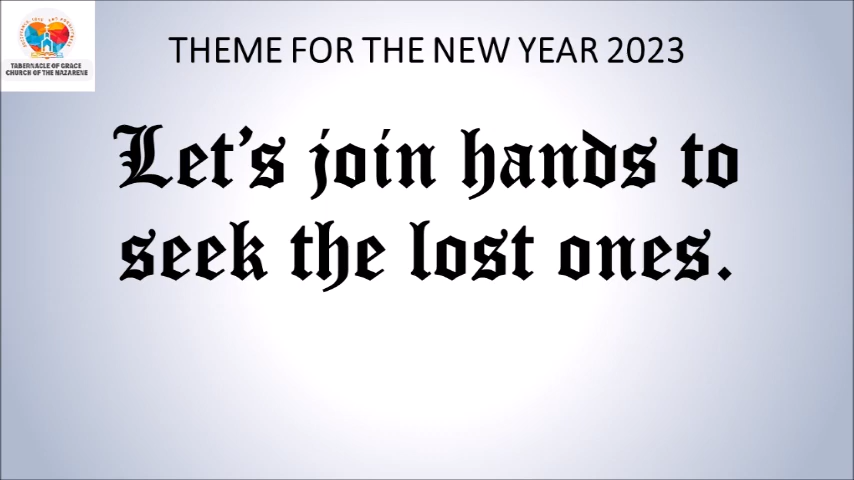 TABERNACLE OF GRACE
CHURCH OF THE NAZARENE
THEME FOR THE NEW YEAR 2023
Let's join hands to
seek the lost ones.